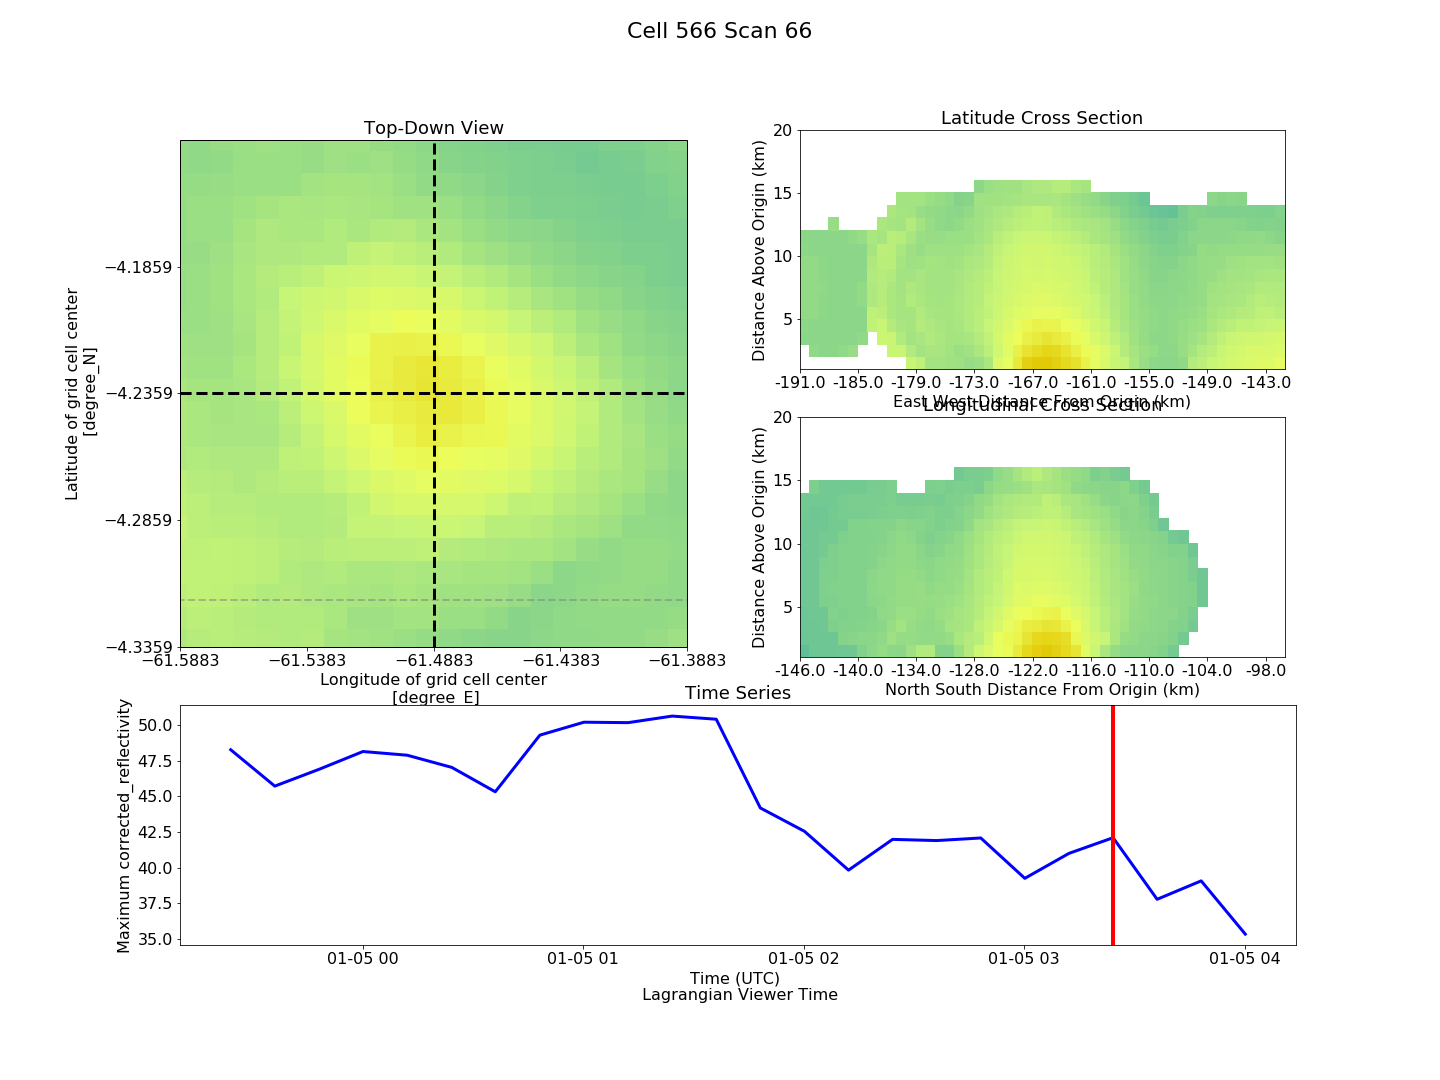 Cell 566 Scan 66
Top-Down View
Latitude of grid cell center
[degree_N]
−4.1859
−4.2359
−4.2859
−4.3359
−61.5883 −61.5383 −61.4883 −61.4383 −61.3883
Longitude of grid cell center
[degree_E]
Latitude Cross Section
Distance Above Origin (km)
20
15
10
5
-191.0 -185.0 -179.0 -173.0 -167.0 -161.0 -155.0 -149.0 -143.0
East West Distance From Origin (km)
Longitudinal Cross Section
Distance Above Origin (km)
20
15
10
5
-146.0 -140.0 -134.0 -128.0 -122.0 -116.0 -110.0 -104.0 -98.0
North South Distance From Origin (km)
Time Series
Maximum corrected_reflectivity
50.0
47.5
45.0
42.5
40.0
37.5
35.0
01-05 00 01-05 01 01-05 02 01-05 03 01-05 04
Time (UTC)
Lagrangian Viewer Time